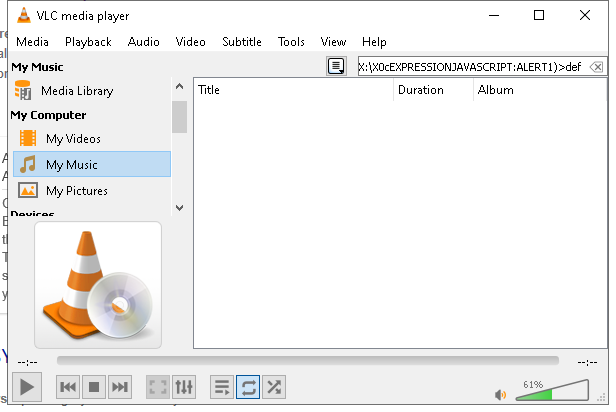 VLC media player
Media Playback Audio Video Subtitle Tools View Help
My Music
X:\X0cEXPRESSIONJAVASCRIPT:ALERT1)>def
Media Library
Title Duration Album
My Computer
My Videos
My Music
My Pictures
Devices
--:-- --:--
61%